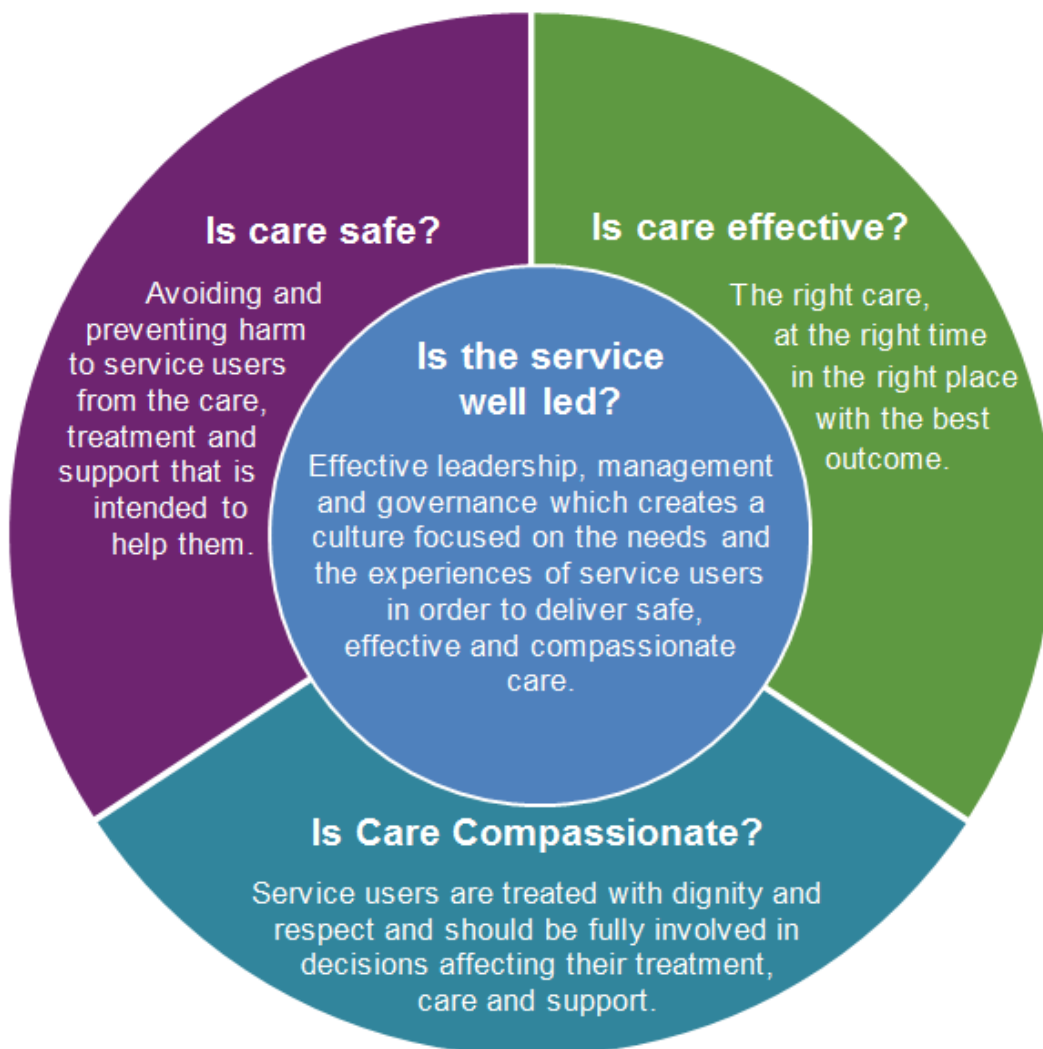 Is care safe?
Avoiding and
preventing harm
to service users
from the care,
treatment and
support that is
intended to
help them.
Is care effective?
The right care,
at the right time
in the right place
with the best
outcome.
Is the service
well led?
Effective leadership, management
and governance which creates a
culture focused on the needs and
the experiences of service users
in order to deliver safe,
effective and compassionate
care.
Is Care Compassionate?
Service users are treated with dignity and
respect and should be fully involved in
decisions affecting their treatment,
care and support.